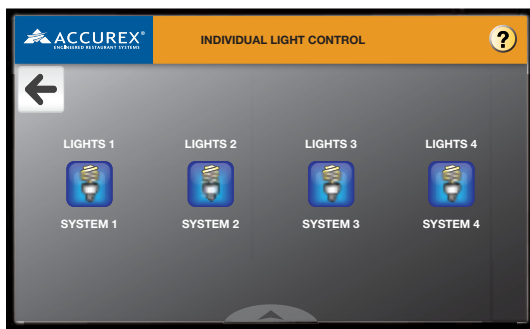 ACCUREX®
ENGINEERED RESTAURANT SYSTEMS
INDIVIDUAL LIGHT CONTROL
?
LIGHTS 1 LIGHTS 2 LIGHTS 3 LIGHTS 4
SYSTEM 1 SYSTEM 2 SYSTEM 3 SYSTEM 4